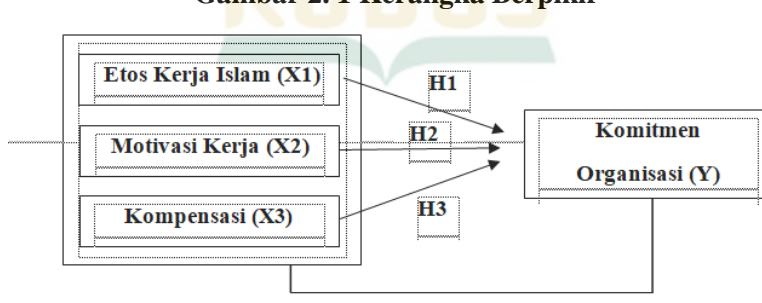 Gambar 2. 1 Kerangka Berpikir
KUDUS
Etos Kerja Islam (X1)
H1
H2
Komitmen
Motivasi Kerja (X2)
Organisasi (Y)
Kompensasi (X3)
H3